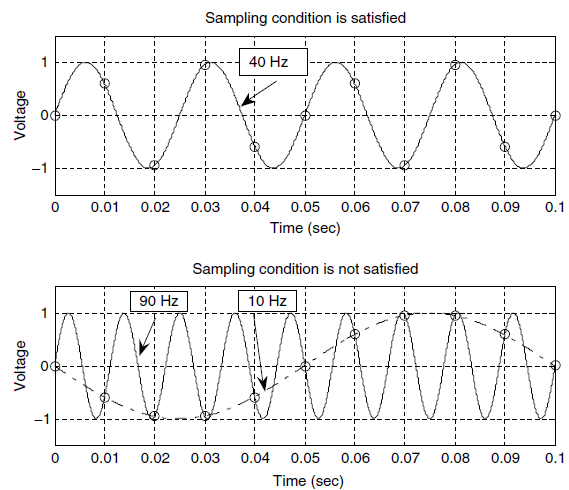 Sampling condition is satisfied
40 Hz
Voltage
1
0
−1
0 0.01 0.02 0.03 0.04 0.05 0.06 0.07 0.08 0.09 0.1
Time (sec)
Sampling condition is not satisfied
90 Hz 10 Hz
Voltage
1
0
−1
0 0.01 0.02 0.03 0.04 0.05 0.06 0.07 0.08 0.09 0.1
Time (sec)